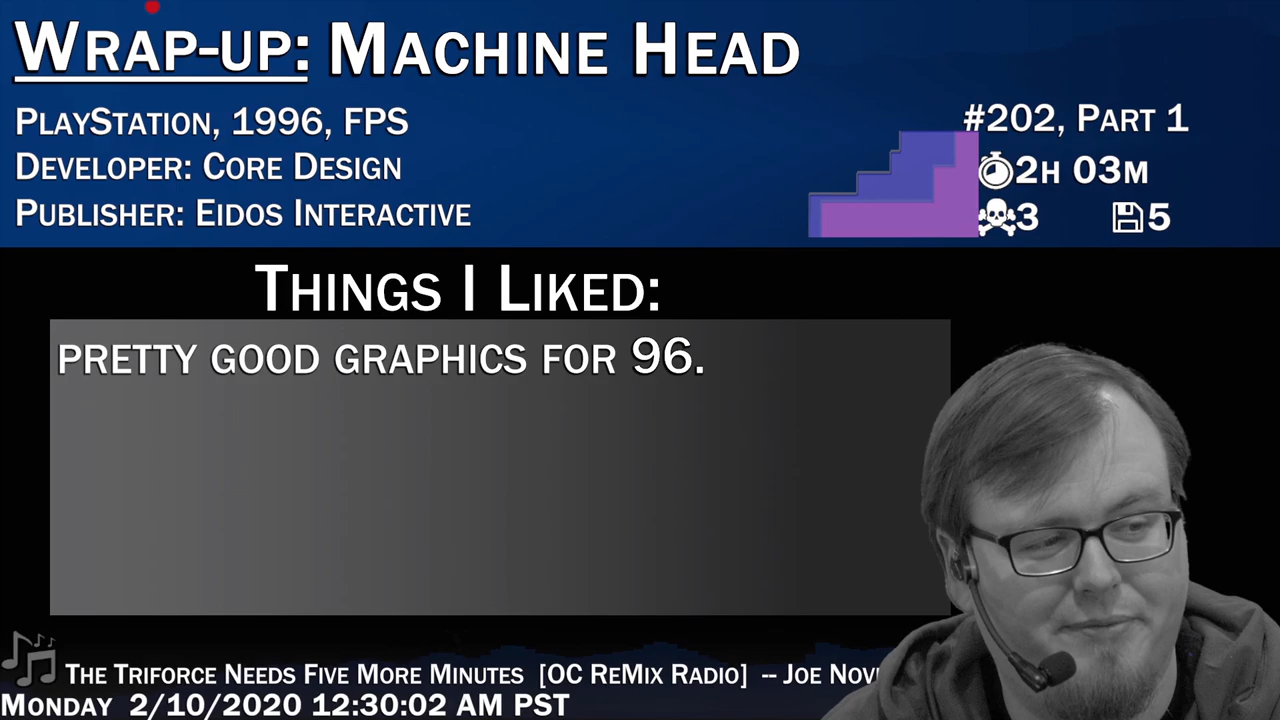 Wrap-up: Machine Head
PlayStation, 1996, FPS
#202, Part 1
Developer: Core Design
2h 03m
Publisher: Eidos Interactive
3
5
Things I Liked:
pretty good graphics for 96.
The Triforce Needs Five More Minutes [OC ReMix Radio] -- Joe
Monday 2/10/2020 12:30:02 AM PST